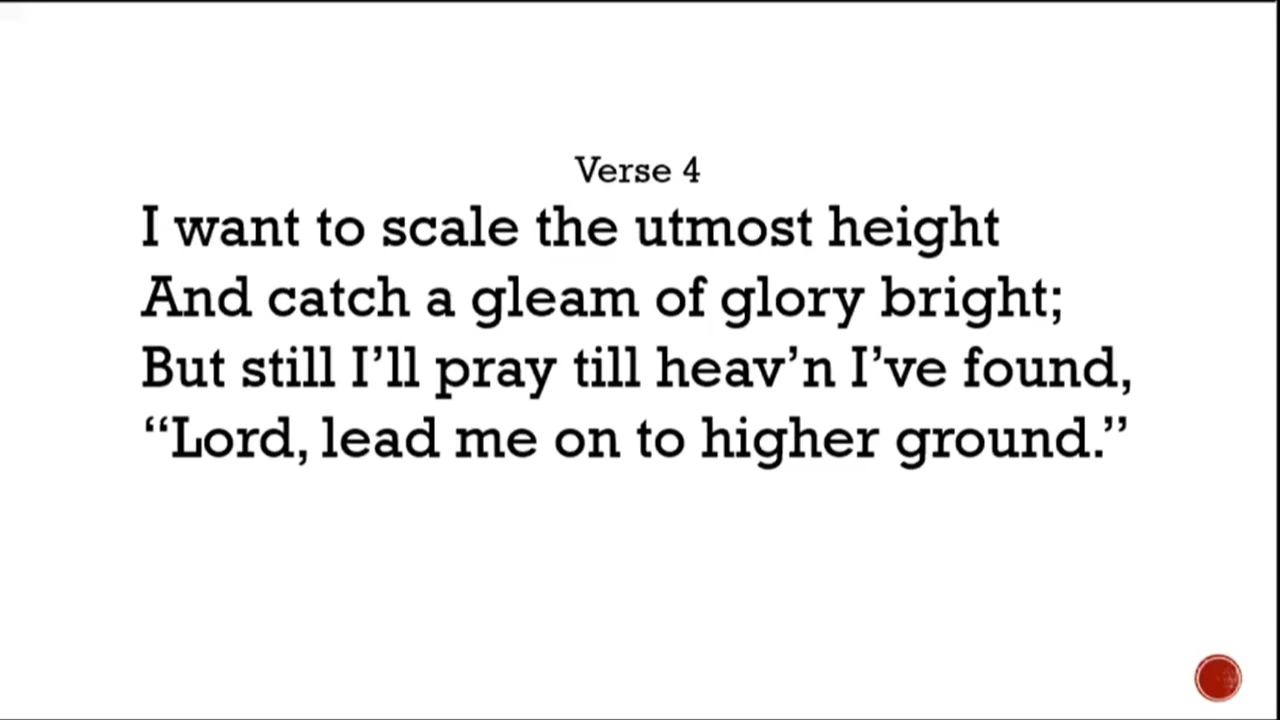 Verse 4
I want to scale the utmost height
And catch a gleam of glory bright;
But still I’ll pray till heav’n I’ve found,
“Lord, lead me on to higher ground.”